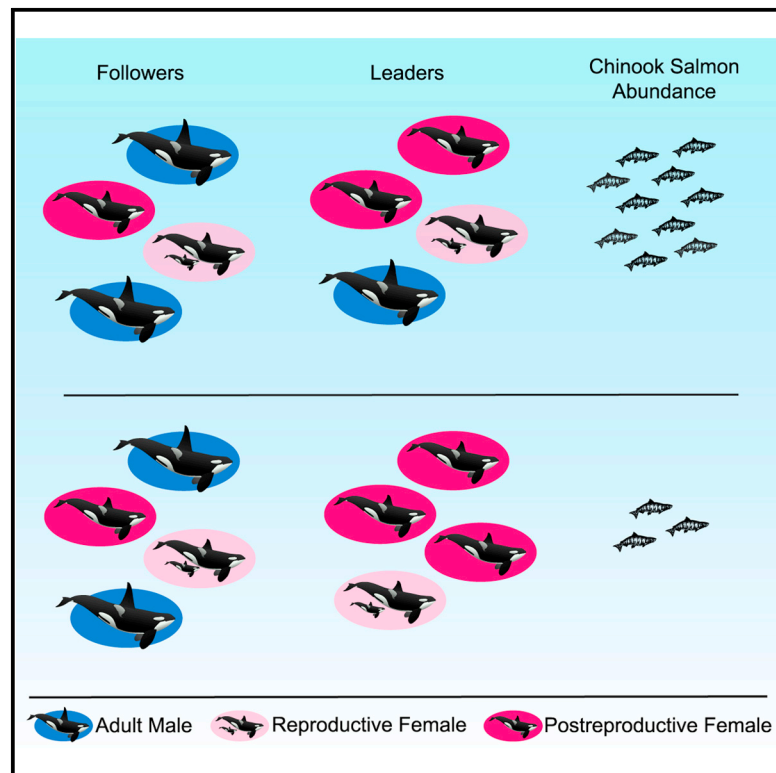 Followers
Leaders
Chinook Salmon
Abundance
Adult Male
Reproductive Female
Postreproductive Female